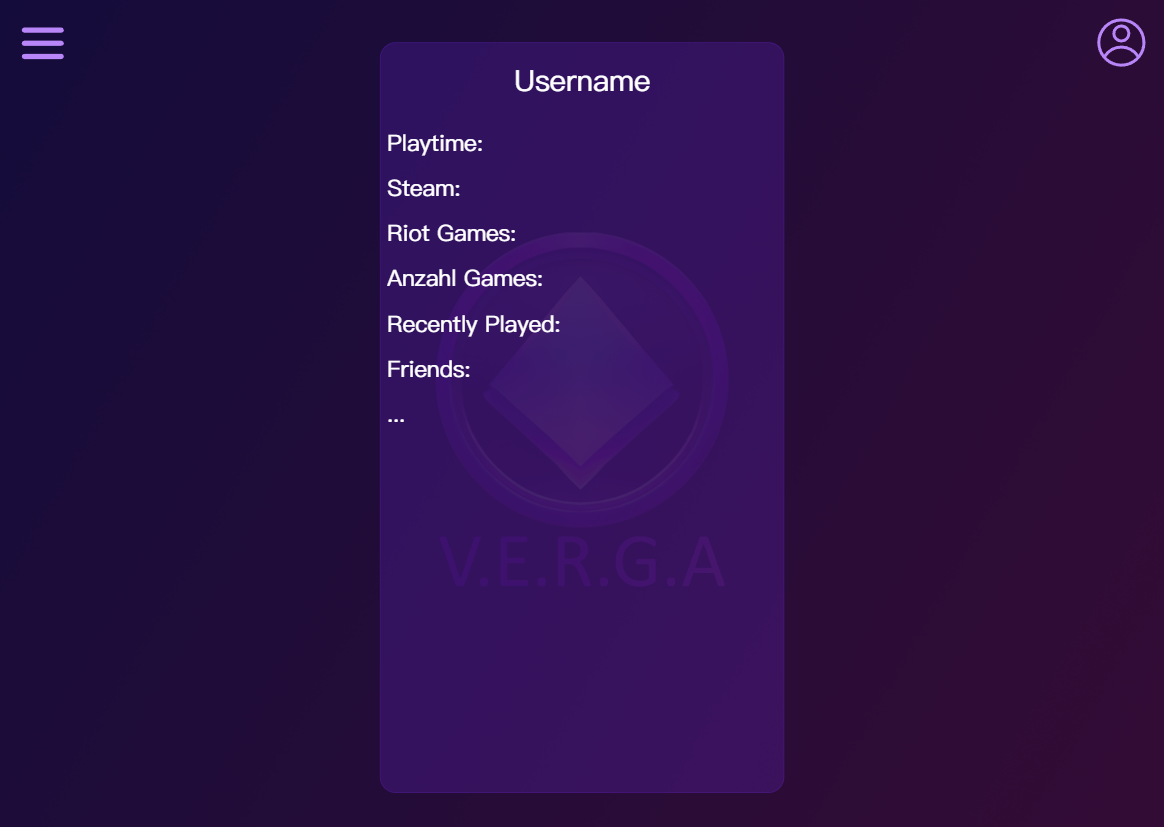 Username
Playtime:
Steam:
Riot Games:
Anzahl Games:
Recently Played:
Friends:
...
V.E.R.G.A